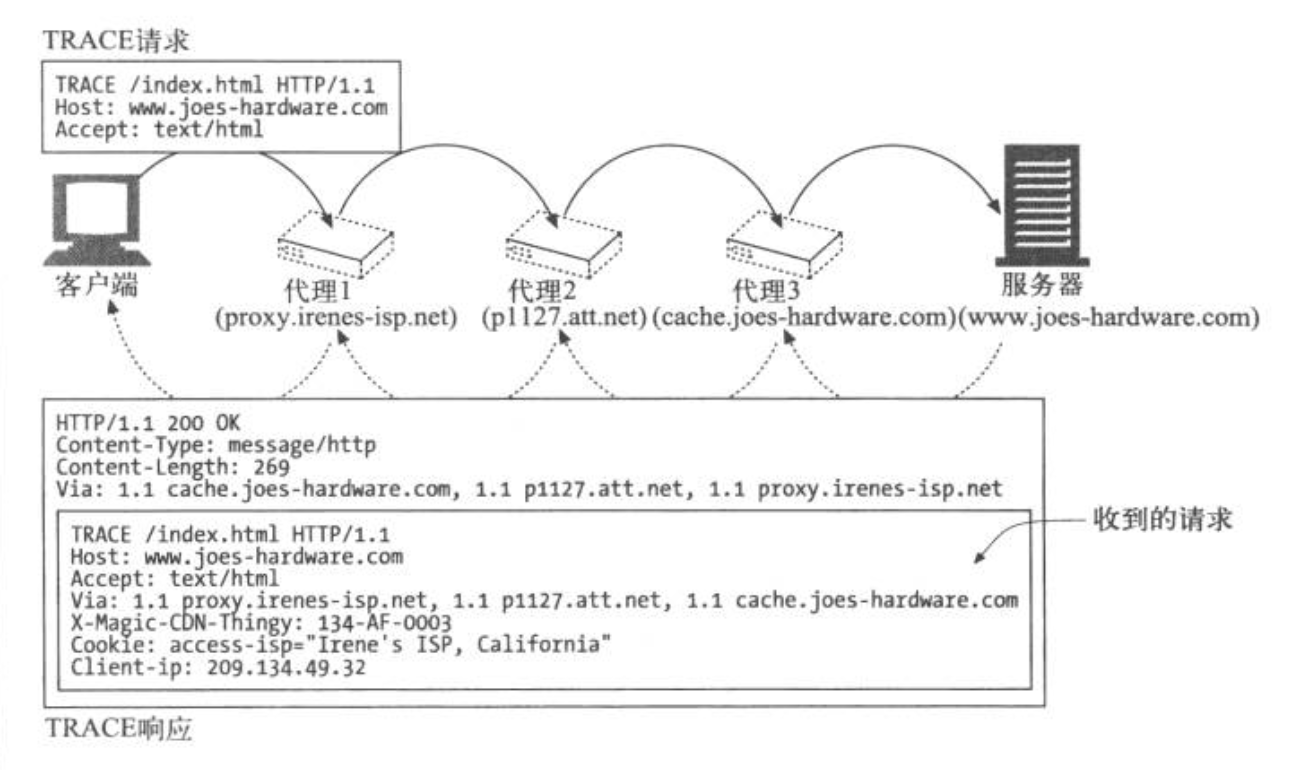 TRACE请求
TRACE /index.html HTTP/1.1
Host: www.joes-hardware.com
Accept: text/html
客户端
代理1
(proxy.irenes-isp.net)
代理2
(p1127.att.net)
代理3
(cache.joes-hardware.com)
服务器
(www.joes-hardware.com)
HTTP/1.1 200 OK
Content-Type: message/http
Content-Length: 269
Via: 1.1 cache.joes-hardware.com, 1.1 p1127.att.net, 1.1 proxy.irenes-isp.net
TRACE /index.html HTTP/1.1
Host: www.joes-hardware.com
Accept: text/html
Via: 1.1 proxy.irenes-isp.net, 1.1 p1127.att.net, 1.1 cache.joes-hardware.com
X-Magic-CDN-Thingy: 134-AF-0003
Cookie: access-isp="Irene's ISP, California"
Client-ip: 209.134.49.32
收到的请求
TRACE响应